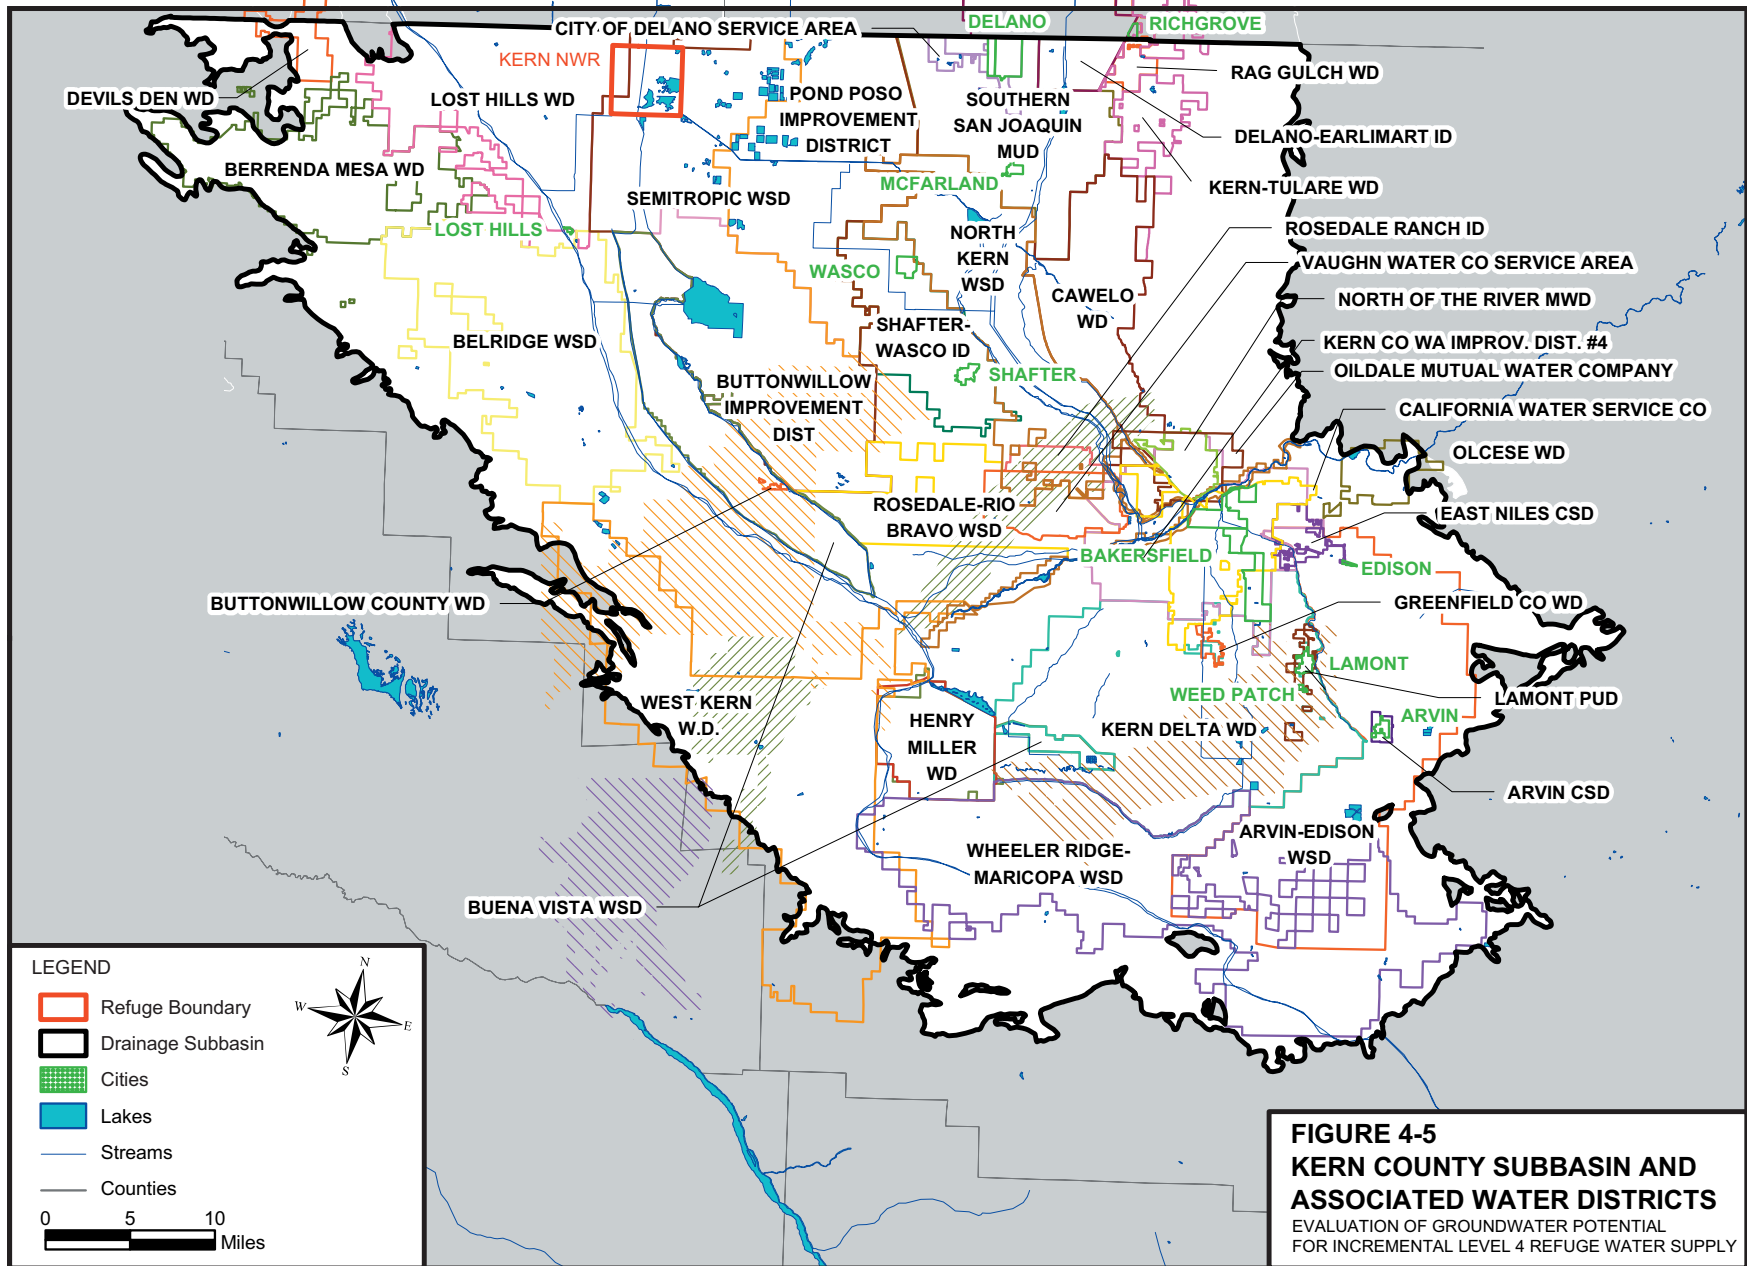 DELANO
RICHGROVE
CITY OF DELANO SERVICE AREA
KERN NWR
RAG GULCH WD
DEVILS DEN WD
LOST HILLS WD
POND POSO
IMPROVEMENT
DISTRICT
SOUTHERN
SAN JOAQUIN
MUD
DELANO-EARLIMART ID
BERRENDA MESA WD
MCFARLAND
KERN-TULARE WD
SEMITROPIC WSD
LOST HILLS
NORTH
KERN
WSD
ROSEDALE RANCH ID
WASCO
VAUGHN WATER CO SERVICE AREA
CAWELO
WD
NORTH OF THE RIVER MWD
BELRIDGE WSD
SHAFTER-
WASCO ID
KERN CO WA IMPROV. DIST. #4
SHAFTER
OILDALE MUTUAL WATER COMPANY
BUTTONWILLOW
IMPROVEMENT
DIST
CALIFORNIA WATER SERVICE CO
OLCESE WD
ROSEDALE-RIO
BRAVO WSD
EAST NILES CSD
BAKERSFIELD
EDISON
BUTTONWILLOW COUNTY WD
GREENFIELD CO WD
LAMONT
WEED PATCH
LAMONT PUD
WEST KERN
W.D.
HENRY
MILLER
WD
KERN DELTA WD
ARVIN
ARVIN CSD
ARVIN-EDISON
WSD
WHEELER RIDGE-
MARICOPA WSD
BUENA VISTA WSD
LEGEND
N
W
E
S
Refuge Boundary
Drainage Subbasin
Cities
Lakes
Streams
Counties
0 5 10
Miles
FIGURE 4-5
KERN COUNTY SUBBASIN AND
ASSOCIATED WATER DISTRICTS
EVALUATION OF GROUNDWATER POTENTIAL
FOR INCREMENTAL LEVEL 4 REFUGE WATER SUPPLY